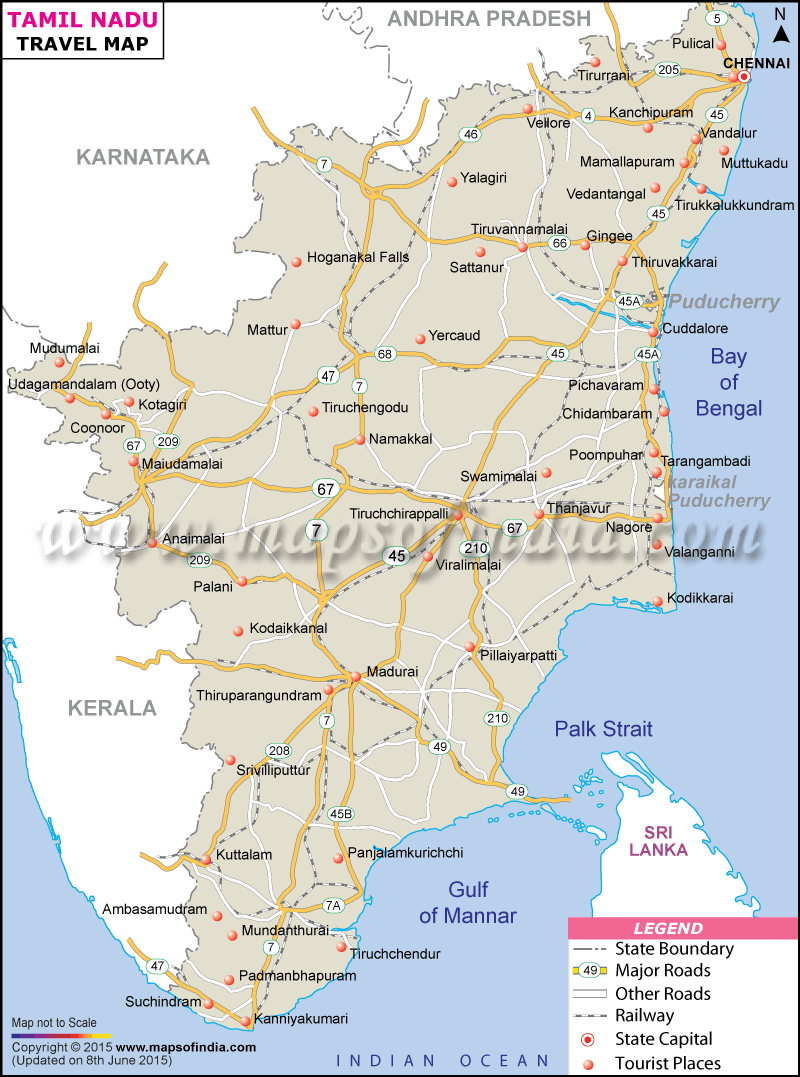 TAMIL NADU
TRAVEL MAP
ANDHRA PRADESH
N
5
Pulical
CHENNAI
Tirurrani
205
Kanchipuram
45
4
Vellore
Vandalur
46
KARNATAKA
7
Mamallapuram
Muttukadu
Yalagiri
Vedantangal
Tirukkalukkundram
45
Tiruvannamalai
66
Gingee
Hoganakal Falls
Sattanur
Thiruvakkarai
45A
Puducherry
Mattur
Cuddalore
Yercaud
Mudumalai
68
45
45A
Bay
of
Bengal
47
7
Udagamandalam (Ooty)
Pichavaram
Kotagiri
Tiruchengodu
Chidambaram
Coonoor
209
67
Namakkal
Poompuhar
Maiudamalai
Tarangambadi
Swamimalai
karaikal
Puducherry
67
Tiruchchirappalli
Thanjavur
67
Nagore
7
www.mapsofindia.com
Anaimalai
45
210
Valanganni
209
Viralimalai
Palani
Kodikkarai
Kodaikkanal
Pillaiyarpatti
Madurai
Thiruparangundram
KERALA
7
210
Palk Strait
208
49
Srivilliputtur
49
45B
SRI
LANKA
Kuttalam
Panjalamkurichchi
Gulf
of Mannar
7A
Ambasamudram
Mundanthurai
7
Tiruchchendur
47
Padmanbhapuram
Suchindram
Kanniyakumari
LEGEND
State Boundary
49
Major Roads
Other Roads
Railway
State Capital
Tourist Places
Map not to Scale
Copyright © 2015 www.mapsofindia.com
(Updated on 8th June 2015)
INDIAN OCEAN